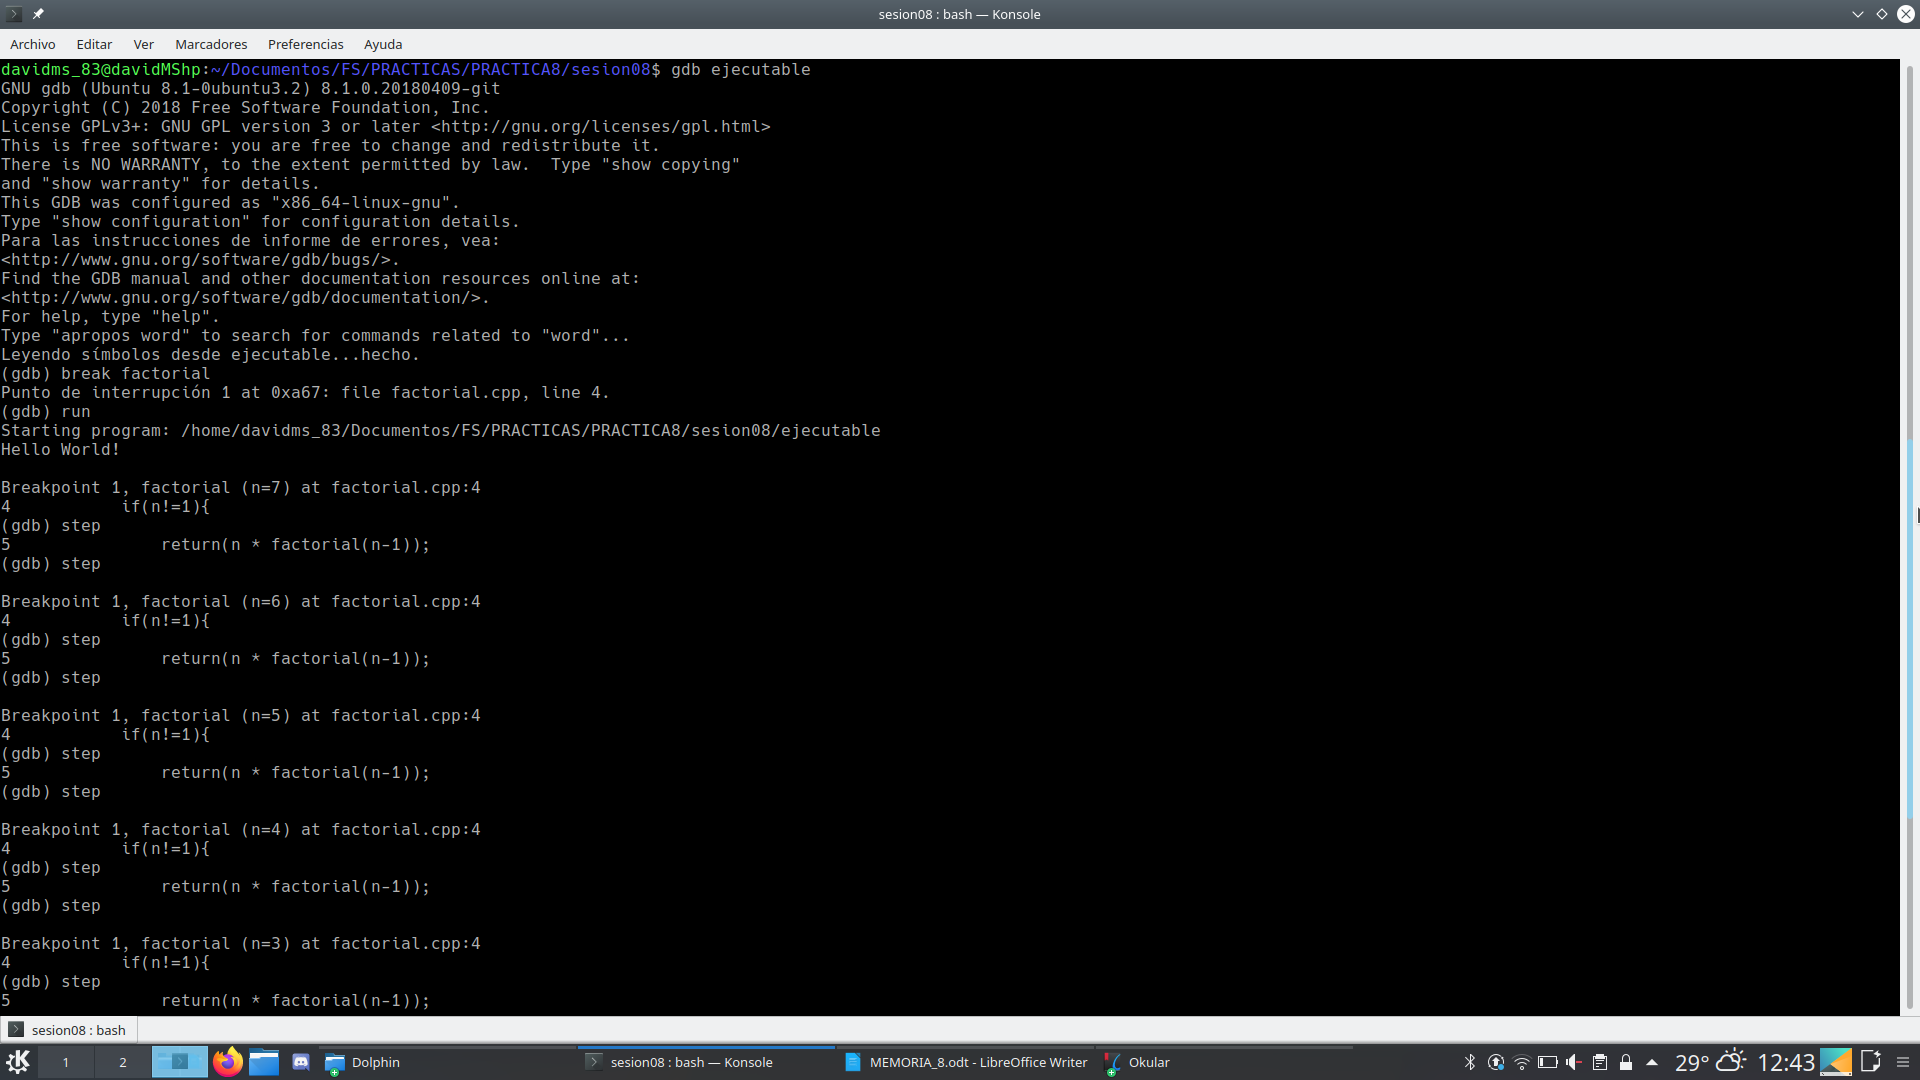 sesion08 : bash — Konsole
Archivo Editar Ver Marcadores Preferencias Ayuda
davidms_83@davidMShp:~/Documentos/FS/PRACTICAS/PRACTICA8/sesion08$ gdb ejecutable
GNU gdb (Ubuntu 8.1-0ubuntu3.2) 8.1.0.20180409-git
Copyright (C) 2018 Free Software Foundation, Inc.
License GPLv3+: GNU GPL version 3 or later <http://gnu.org/licenses/gpl.html>
This is free software: you are free to change and redistribute it.
There is NO WARRANTY, to the extent permitted by law.  Type "show copying"
and "show warranty" for details.
This GDB was configured as "x86_64-linux-gnu".
Type "show configuration" for configuration details.
Para las instrucciones de informe de errores, vea:
<http://www.gnu.org/software/gdb/bugs/>.
Find the GDB manual and other documentation resources online at:
<http://www.gnu.org/software/gdb/documentation/>.
For help, type "help".
Type "apropos word" to search for commands related to "word"...
Leyendo símbolos desde ejecutable...hecho.
(gdb) break factorial
Punto de interrupción 1 at 0xa67: file factorial.cpp, line 4.
(gdb) run
Starting program: /home/davidms_83/Documentos/FS/PRACTICAS/PRACTICA8/sesion08/ejecutable
Hello World!
Breakpoint 1, factorial (n=7) at factorial.cpp:4
4           if(n!=1){
(gdb) step
5               return(n * factorial(n-1));
(gdb) step
Breakpoint 1, factorial (n=6) at factorial.cpp:4
4           if(n!=1){
(gdb) step
5               return(n * factorial(n-1));
(gdb) step
Breakpoint 1, factorial (n=5) at factorial.cpp:4
4           if(n!=1){
(gdb) step
5               return(n * factorial(n-1));
(gdb) step
Breakpoint 1, factorial (n=4) at factorial.cpp:4
4           if(n!=1){
(gdb) step
5               return(n * factorial(n-1));
(gdb) step
Breakpoint 1, factorial (n=3) at factorial.cpp:4
4           if(n!=1){
(gdb) step
5               return(n * factorial(n-1));
sesion08 : bash
1 2 Dolphin sesion08 : bash — Konsole MEMORIA_8.odt - LibreOffice Writer Okular 29° 12:43